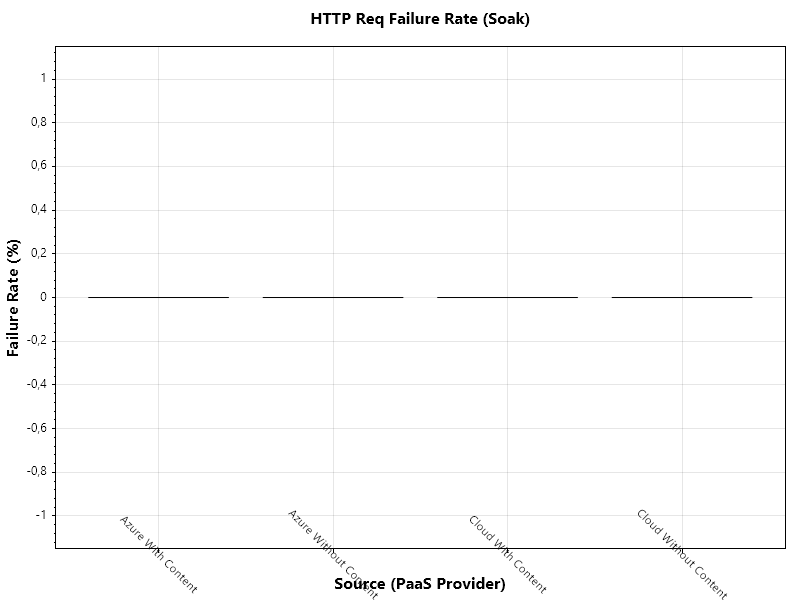 HTTP Req Failure Rate (Soak)
Failure Rate (%)
1
0,8
0,6
0,4
0,2
0
-0,2
-0,4
-0,6
-0,8
-1
Azure With Content
Azure Without Content
Cloud With Content
Cloud Without Content
Source (PaaS Provider)